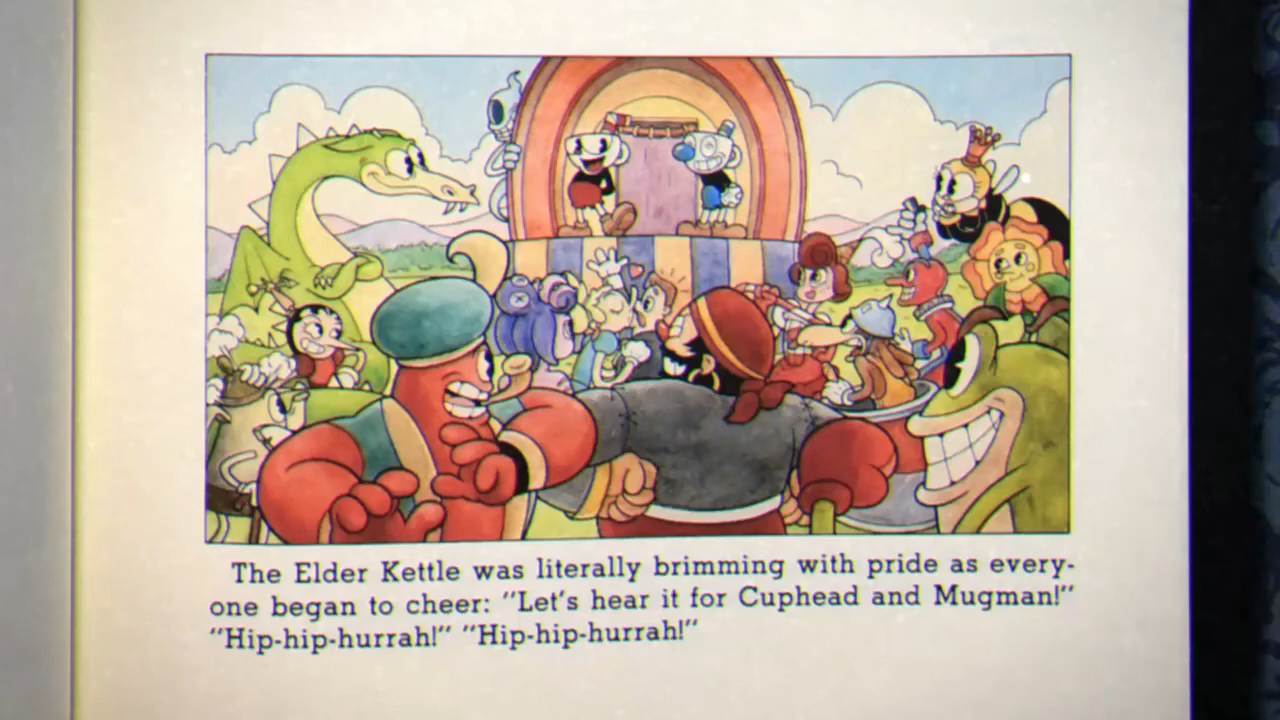 The Elder Kettle was literally brimming with pride as every-
one began to cheer: "Let's hear it for Cuphead and Mugman!"
"Hip-hip-hurrah!" "Hip-hip-hurrah!"